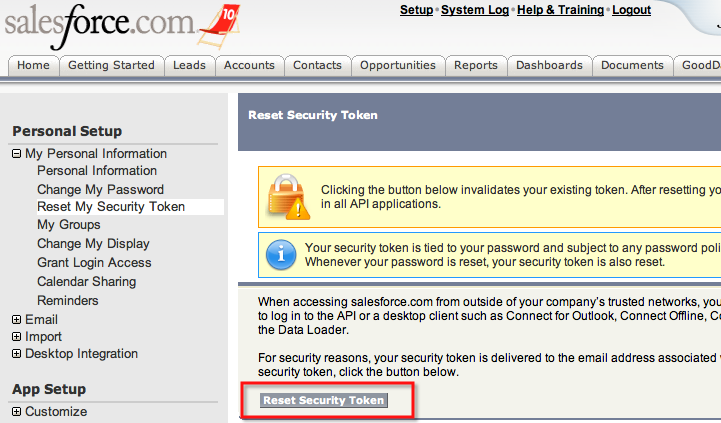 salesforce.com
10
Setup · System Log · Help & Training · Logout
Home Getting Started Leads Accounts Contacts Opportunities Reports Dashboards Documents GoodDa
Personal Setup
My Personal Information
Personal Information
Change My Password
Reset My Security Token
My Groups
Change My Display
Grant Login Access
Calendar Sharing
Reminders
Email
Import
Desktop Integration
App Setup
Customize
Reset Security Token
Clicking the button below invalidates your existing token. After resetting yo
in all API applications.
Your security token is tied to your password and subject to any password poli
Whenever your password is reset, your security token is also reset.
When accessing salesforce.com from outside of your company's trusted networks, you
to log in to the API or a desktop client such as Connect for Outlook, Connect Offline, Co
the Data Loader.
For security reasons, your security token is delivered to the email address associated
security token, click the button below.
Reset Security Token